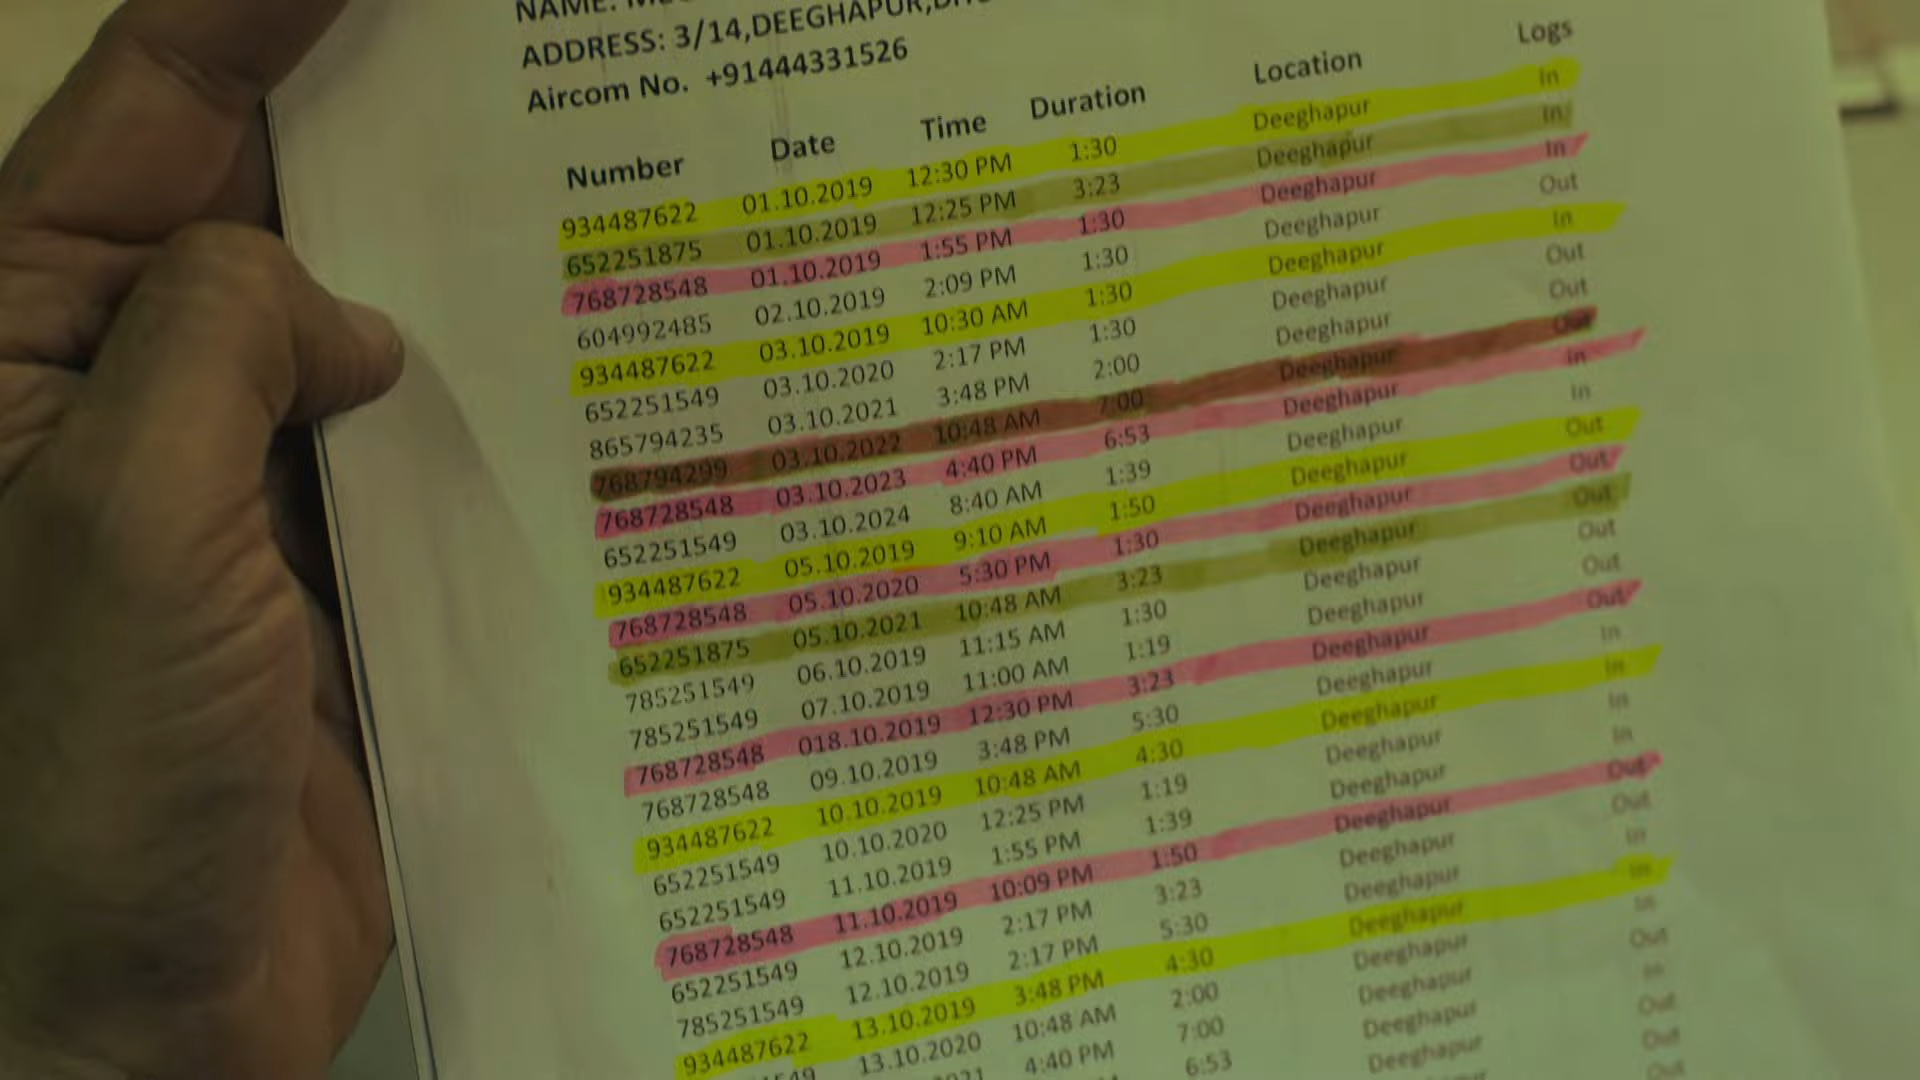 NAME:
ADDRESS: 3/14,DEEGHAPUR,
Aircom No. +91444331526
Number Date Time Duration Location Logs
934487622 01.10.2019 12:30 PM 1:30 Deeghapur In
652251875 01.10.2019 12:25 PM 3:23 Deeghapur In
768728548 01.10.2019 1:55 PM 1:30 Deeghapur In
604992485 02.10.2019 2:09 PM 1:30 Deeghapur Out
934487622 03.10.2019 10:30 AM 1:30 Deeghapur In
652251549 03.10.2020 2:17 PM 1:30 Deeghapur Out
865794235 03.10.2021 3:48 PM 2:00 Deeghapur Out
768794299 03.10.2022 10:48 AM 7:00 Deeghapur Out
768728548 03.10.2023 4:40 PM 6:53 Deeghapur In
652251549 03.10.2024 8:40 AM 1:39 Deeghapur In
934487622 05.10.2019 9:10 AM 1:50 Deeghapur Out
768728548 05.10.2020 5:30 PM 1:30 Deeghapur Out
652251875 05.10.2021 10:48 AM 3:23 Deeghapur Out
785251549 06.10.2019 11:15 AM 1:30 Deeghapur Out
785251549 07.10.2019 11:00 AM 1:19 Deeghapur Out
768728548 018.10.2019 12:30 PM 3:23 Deeghapur Out
768728548 09.10.2019 3:48 PM 5:30 Deeghapur In
934487622 10.10.2019 10:48 AM 4:30 Deeghapur In
652251549 10.10.2020 12:25 PM 1:19 Deeghapur In
652251549 11.10.2019 1:55 PM 1:39 Deeghapur In
768728548 11.10.2019 10:09 PM 1:50 Deeghapur Out
652251549 12.10.2019 2:17 PM 3:23 Deeghapur Out
785251549 12.10.2019 2:17 PM 5:30 Deeghapur In
934487622 13.10.2019 3:48 PM 4:30 Deeghapur In
13.10.2020 10:48 AM 2:00 Deeghapur In
4:40 PM 7:00 Deeghapur Out
6:53 Deeghapur In
Deeghapur Out
Out
Out